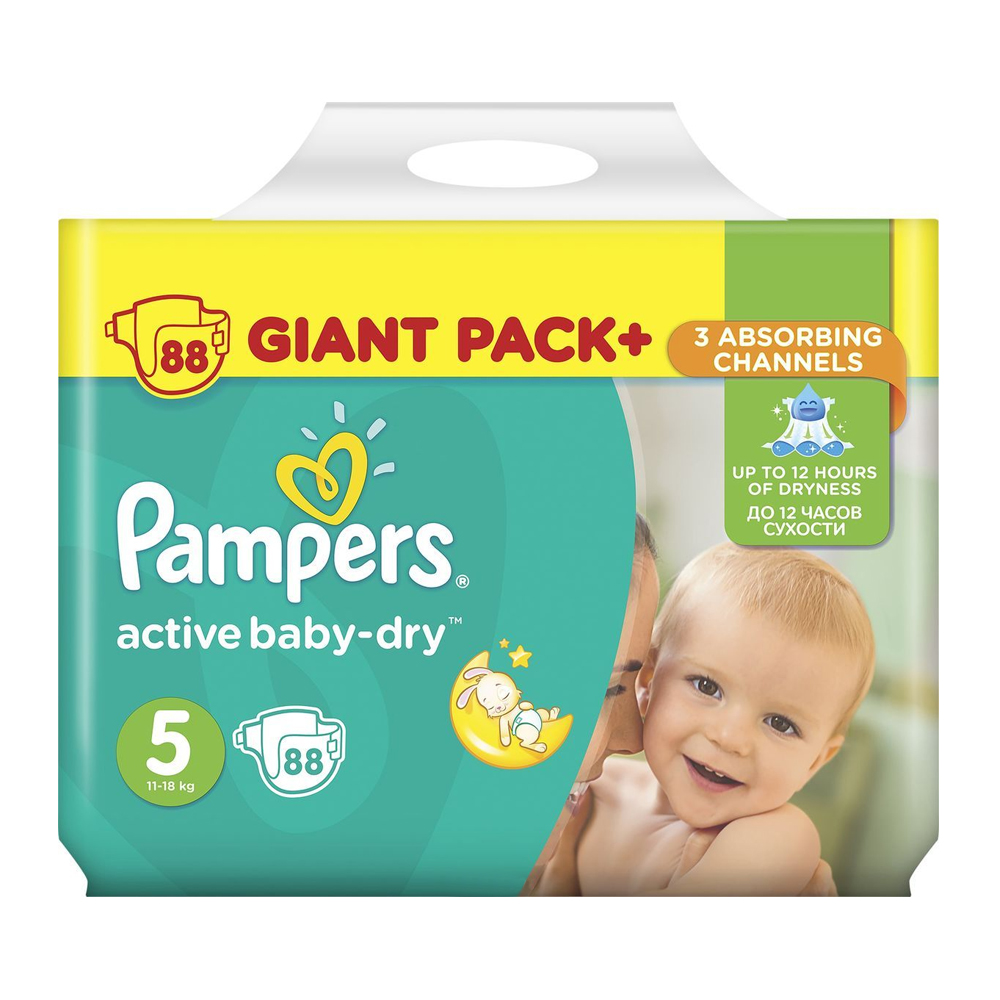 88 GIANT PACK+
3 ABSORBING
CHANNELS
UP TO 12 HOURS
OF DRYNESS
ДО 12 ЧАСОВ
СУХОСТИ
Pampers®
active baby-dry™
5
11-18 kg
88